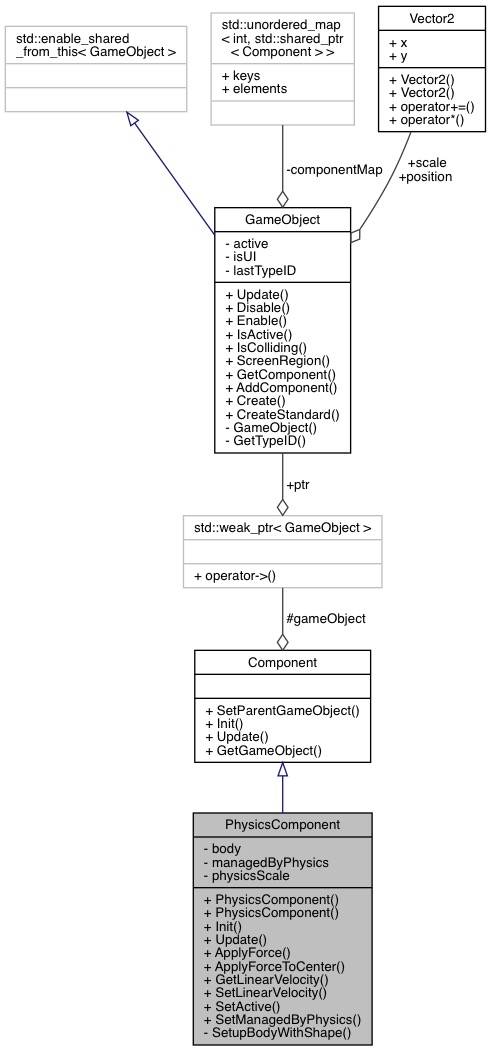 std::enable_shared
_from_this< GameObject >
std::unordered_map
< int, std::shared_ptr
< Component > >
+ keys
+ elements
Vector2
+ x
+ y
+ Vector2()
+ Vector2()
+ operator+=()
+ operator*()
-componentMap
+scale
+position
GameObject
- active
- isUI
- lastTypeID
+ Update()
+ Disable()
+ Enable()
+ IsActive()
+ IsColliding()
+ ScreenRegion()
+ GetComponent()
+ AddComponent()
+ Create()
+ CreateStandard()
- GameObject()
- GetTypeID()
+ptr
std::weak_ptr< GameObject >
+ operator->()
#gameObject
Component
+ SetParentGameObject()
+ Init()
+ Update()
+ GetGameObject()
PhysicsComponent
- body
- managedByPhysics
- physicsScale
+ PhysicsComponent()
+ PhysicsComponent()
+ Init()
+ Update()
+ ApplyForce()
+ ApplyForceToCenter()
+ GetLinearVelocity()
+ SetLinearVelocity()
+ SetActive()
+ SetManagedByPhysics()
- SetupBodyWithShape()